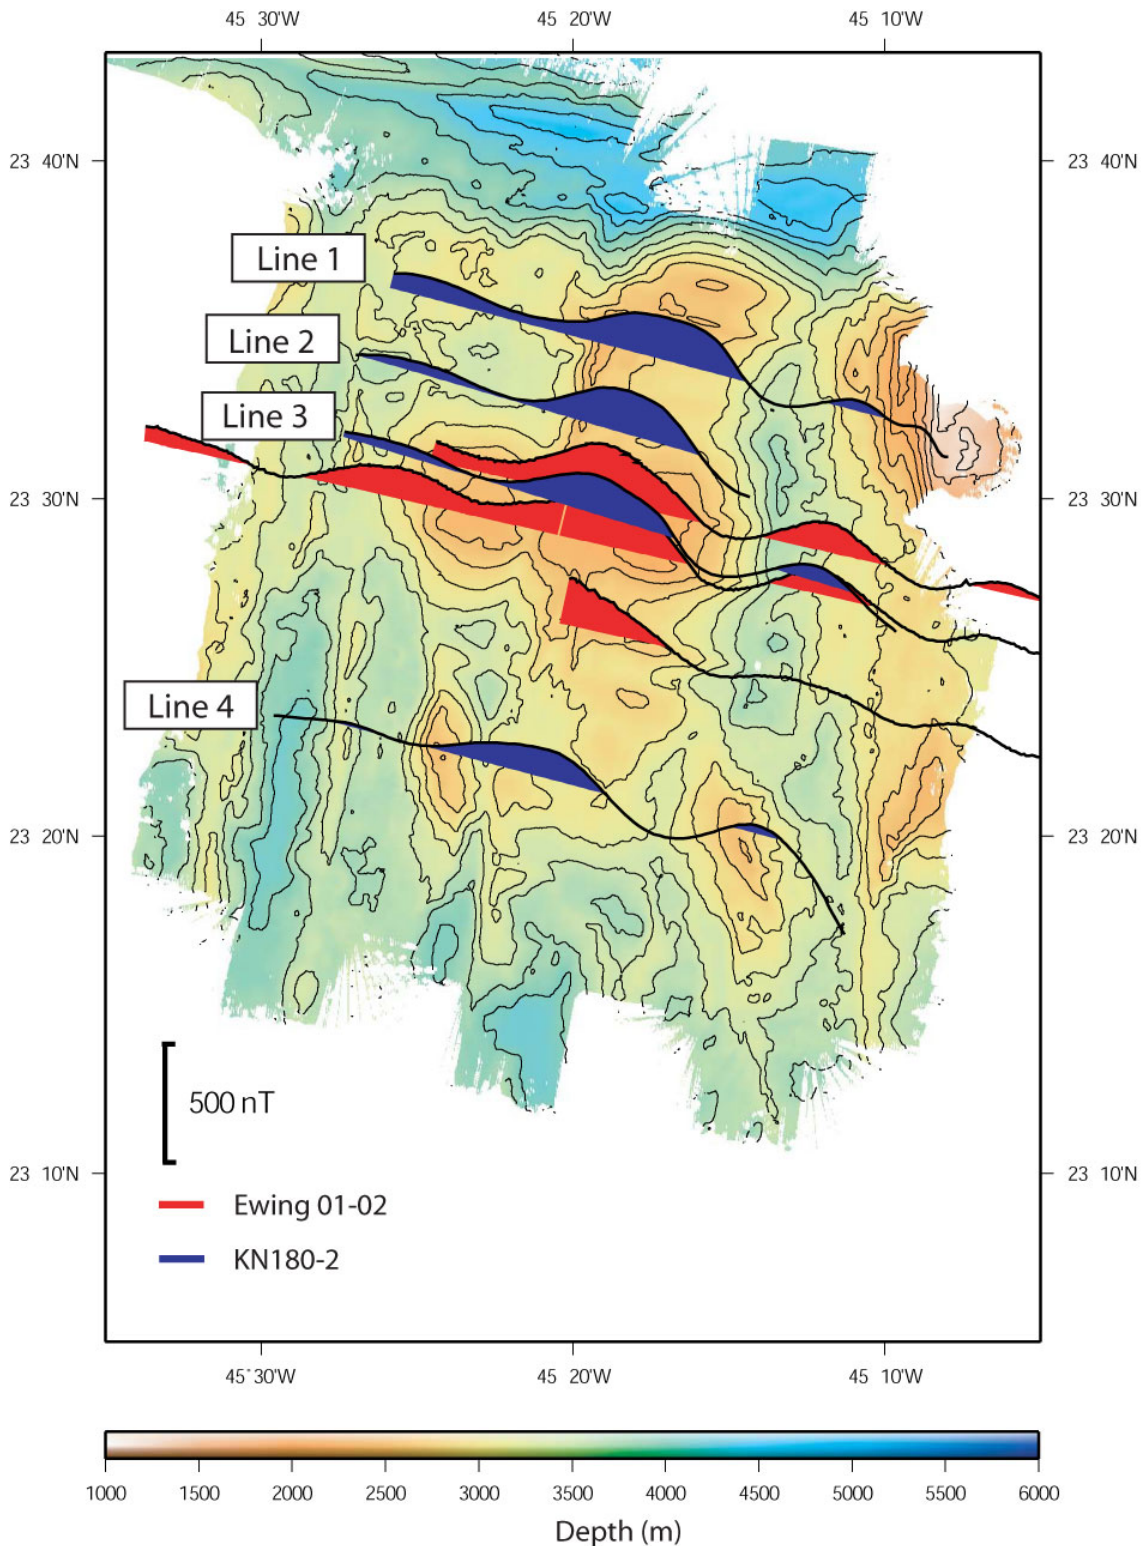 45 30'W 45 20'W 45 10'W
23 40'N 23 40'N
Line 1
Line 2
Line 3
23 30'N 23 30'N
Line 4
23 20'N 23 20'N
500 nT
23 10'N 23 10'N
Ewing 01-02
KN180-2
45°30'W 45 20'W 45 10'W
1000 1500 2000 2500 3000 3500 4000 4500 5000 5500 6000
Depth (m)